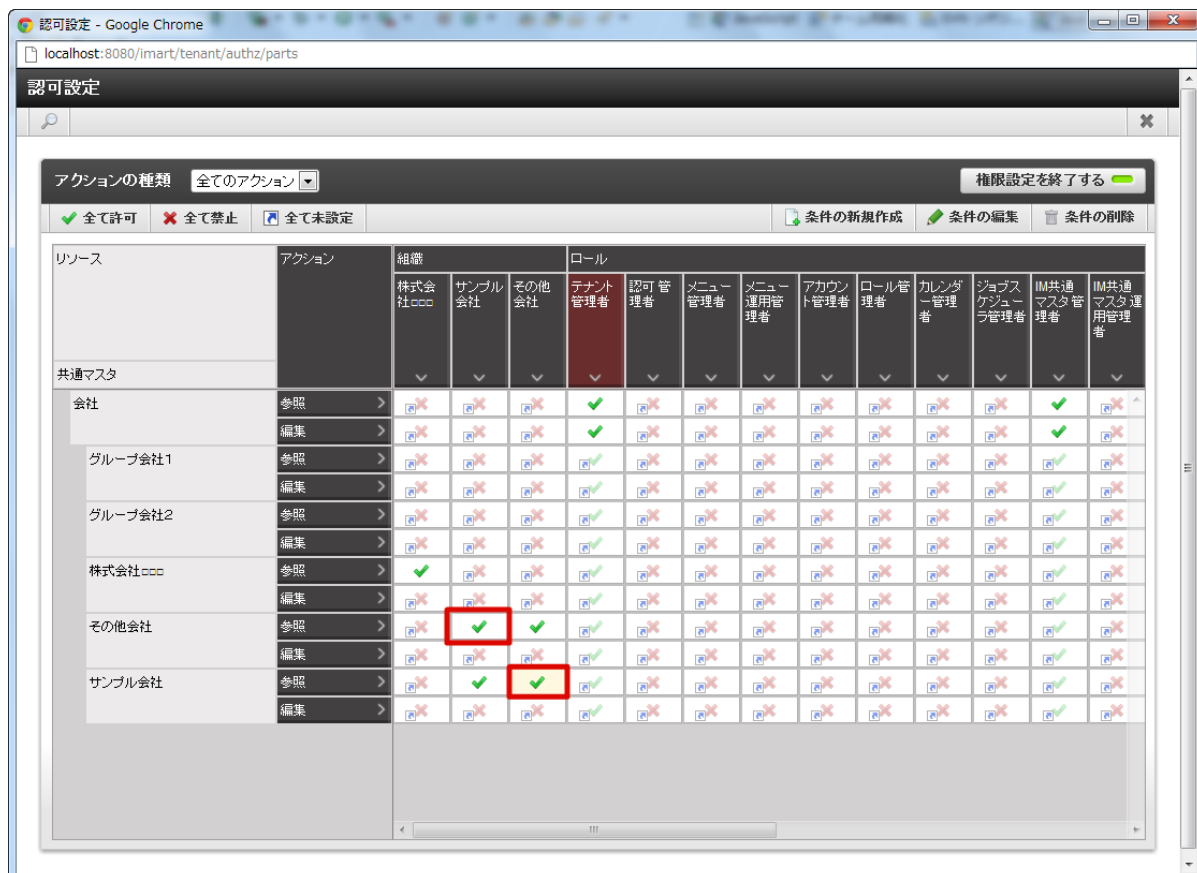 認可設定 - Google Chrome
localhost:8080/imart/tenant/authz/parts
認可設定
アクションの種類 全てのアクション 権限設定を終了する
全て許可 全て禁止 全て未設定 条件の新規作成 条件の編集 条件の削除
リソース アクション 組織 ロール
株式会社□□□ サンプル会社 その他会社 テナント管理者 認可管理者 メニュー管理者 メニュー運用管理者 アカウント管理者 ロール管理者 カレンダー管理者 ジョブスケジューラ管理者 IM共通マスタ管理者 IM共通マスタ運用管理者
共通マスタ
会社 参照
編集
グループ会社1 参照
編集
グループ会社2 参照
編集
株式会社□□□ 参照
編集
その他会社 参照
編集
サンプル会社 参照
編集